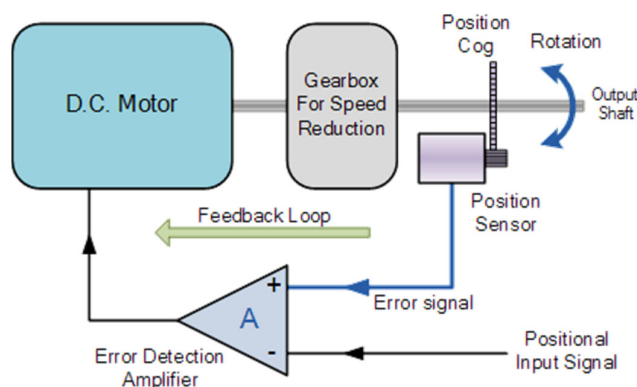 D.C. Motor
Gearbox
For Speed
Reduction
Position
Cog
Rotation
Output
Shaft
Position
Sensor
Feedback Loop
+
Error signal
A
-
Positional
Input Signal
Error Detection
Amplifier